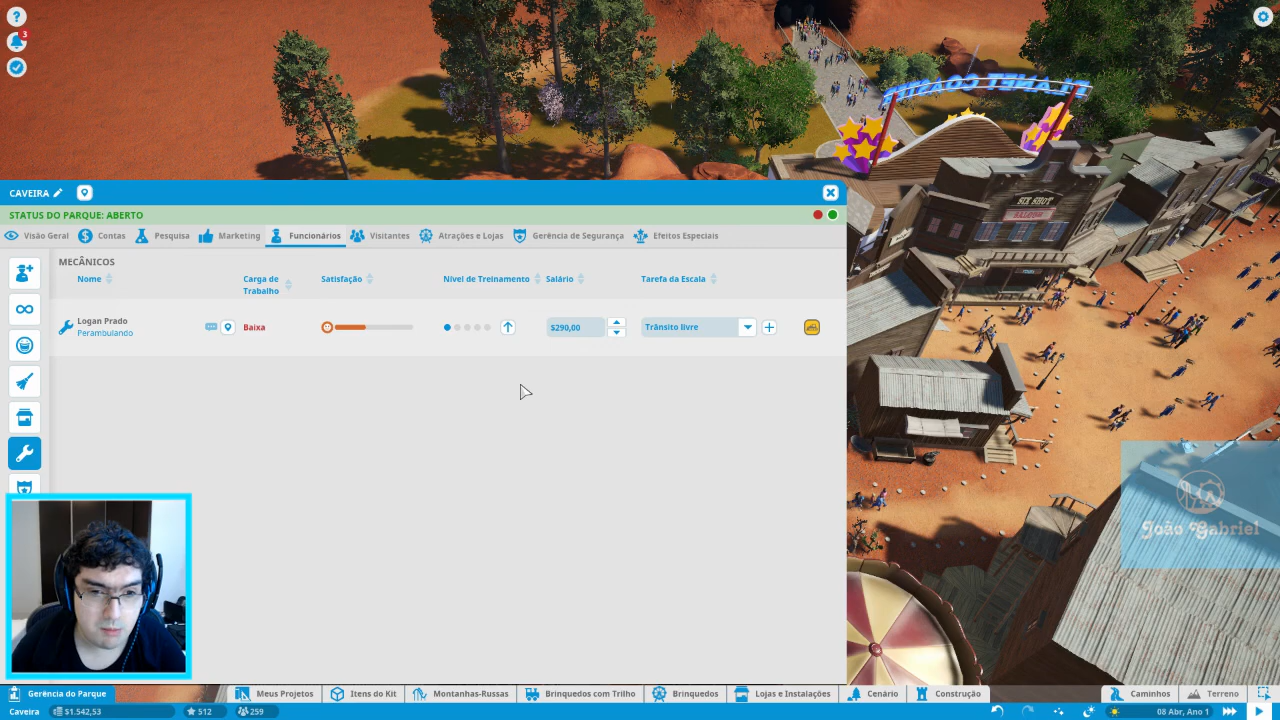 ?
3
PLANET COASTER
SIX SHOT
SALOON
CAVEIRA
STATUS DO PARQUE: ABERTO
Visão Geral
Contas
Pesquisa
Marketing
Funcionários
Visitantes
Atrações e Lojas
Gerência de Segurança
Efeitos Especiais
MECÂNICOS
Nome
Carga de
Trabalho
Satisfação
Nível de Treinamento
Salário
Tarefa da Escala
Logan Prado
Perambulando
Baixa
$290,00
Trânsito livre
João Gabriel
Gerência do Parque
Meus Projetos
Itens do Kit
Montanhas-Russas
Brinquedos com Trilho
Brinquedos
Lojas e Instalações
Cenário
Construção
Caminhos
Terreno
Caveira
$1.542,53
512
259
08 Abr, Ano 1